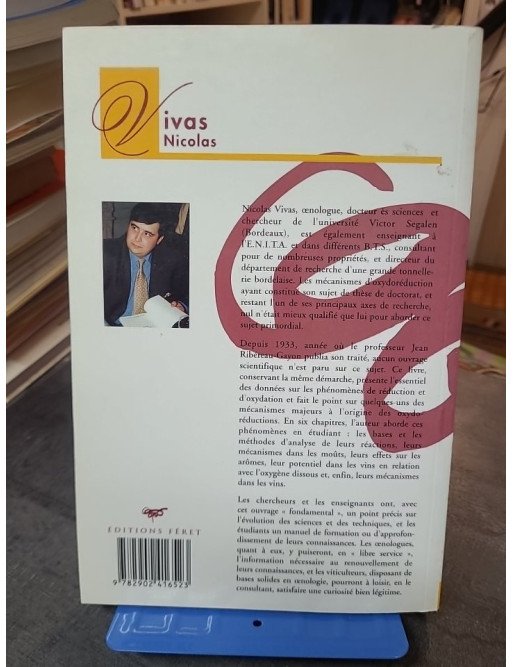 Vivas
Nicolas
Nicolas Vivas, œnologue, docteur ès sciences et
chercheur de l'université Victor Segalen
(Bordeaux), est également enseignant à
l'E.N.I.T.A. et dans différents B.T.S., consultant
pour de nombreuses propriétés, et directeur du
département de recherche d'une grande tonnelle-
rie bordelaise. Les mécanismes d'oxydoréduction
ayant constitué son sujet de thèse de doctorat, et
restant l'un de ses principaux axes de recherche,
nul n'était mieux qualifié que lui pour aborder ce
sujet primordial.
Depuis 1933, année où le professeur Jean
Ribéreau-Gayon publia son traité, aucun ouvrage
scientifique n'est paru sur ce sujet. Ce livre,
conservant la même démarche, présente l'essentiel
des données sur les phénomènes de réduction et
d'oxydation et fait le point sur quelques-uns des
mécanismes majeurs à l'origine des oxydo-
réductions. En six chapitres, l'auteur aborde ces
phénomènes en étudiant : les bases et les
méthodes d'analyse de leurs réactions, leurs
mécanismes dans les moûts, leurs effets sur les
arômes, leur potentiel dans les vins en relation
avec l'oxygène dissous et, enfin, leurs mécanismes
dans les vins.
Les chercheurs et les enseignants ont, avec
cet ouvrage « fondamental », un point précis sur
l'évolution des sciences et des techniques, et les
étudiants un manuel de formation ou d'approfon-
dissement de leurs connaissances. Les œnologues,
quant à eux, y puiseront, en « libre service »,
l'information nécessaire au renouvellement de
leurs connaissances, et les viticulteurs, disposant de
bases solides en œnologie, pourront à loisir, en le
consultant, satisfaire une curiosité bien légitime.
ÉDITIONS FÉRET
9 782902 416523